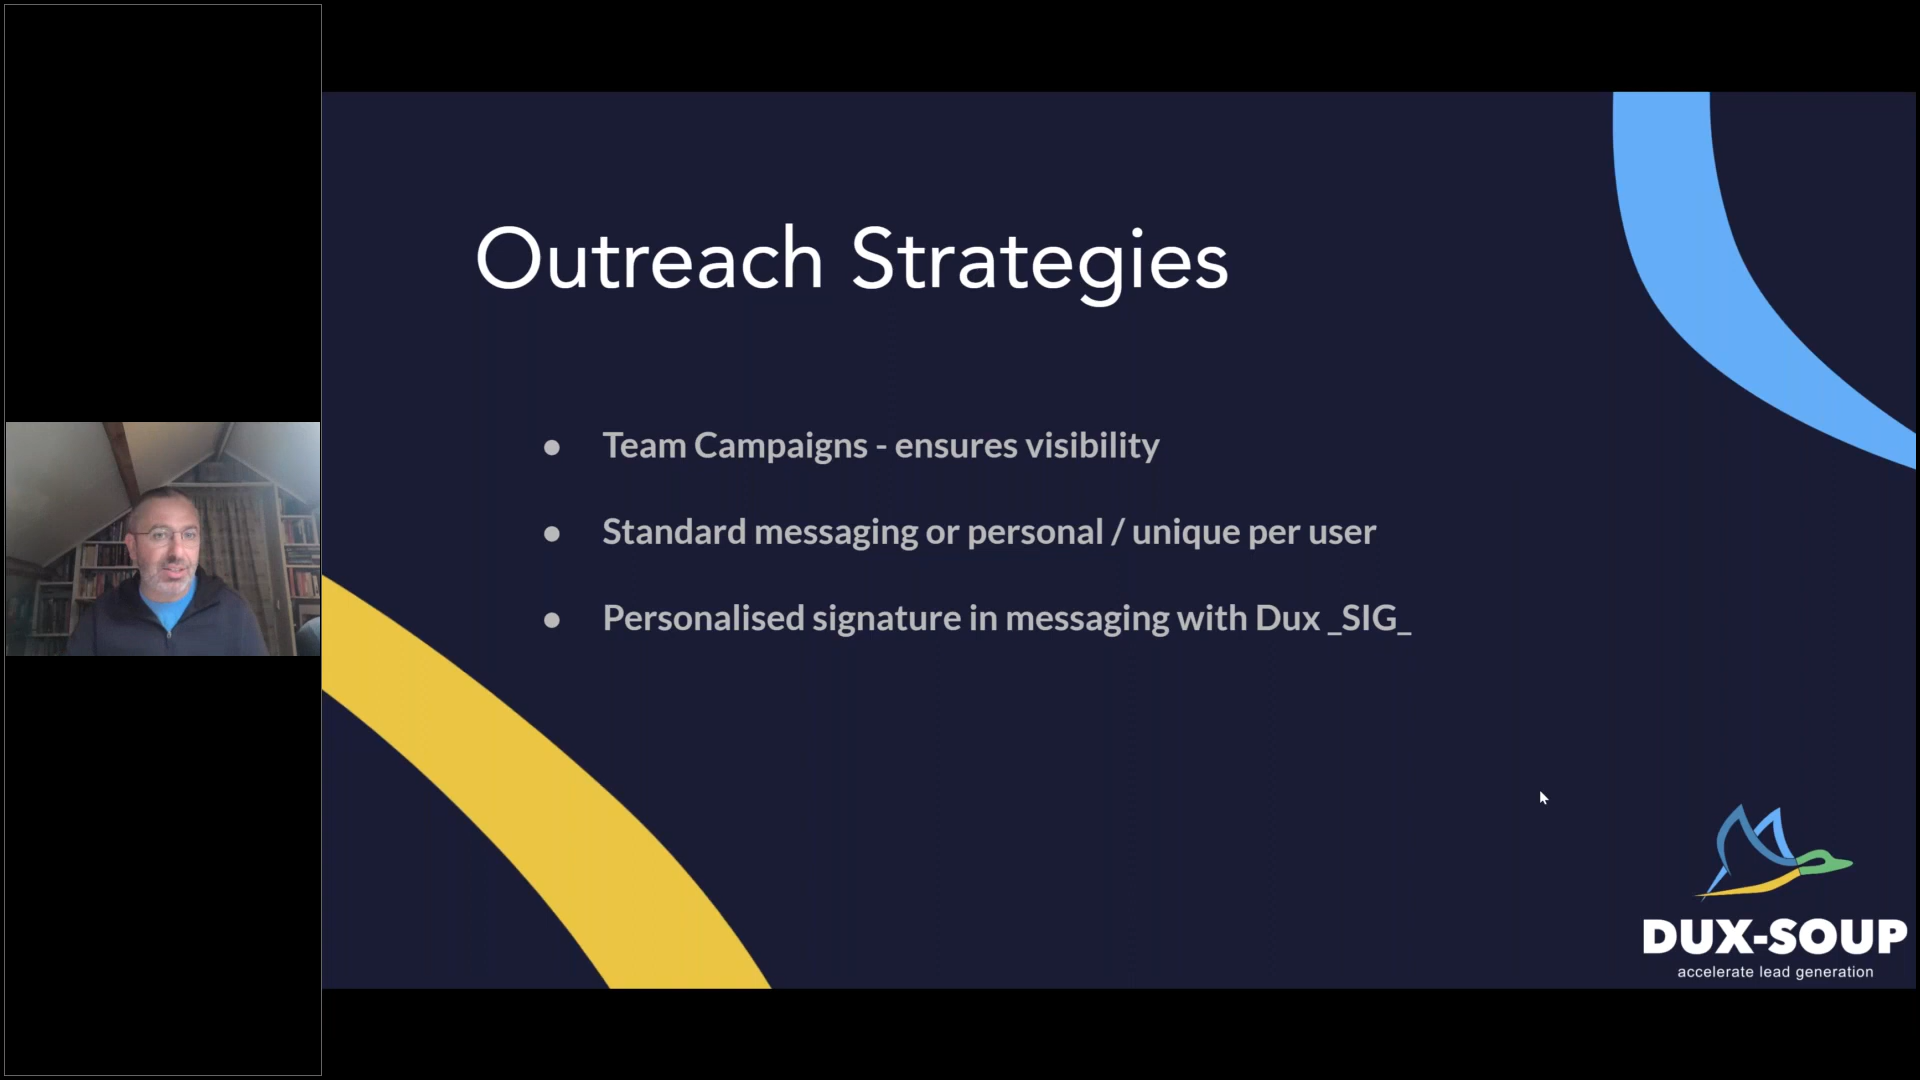 Outreach Strategies
● Team Campaigns - ensures visibility
● Standard messaging or personal / unique per user
● Personalised signature in messaging with Dux _SIG_
DUX-SOUP
accelerate lead generation